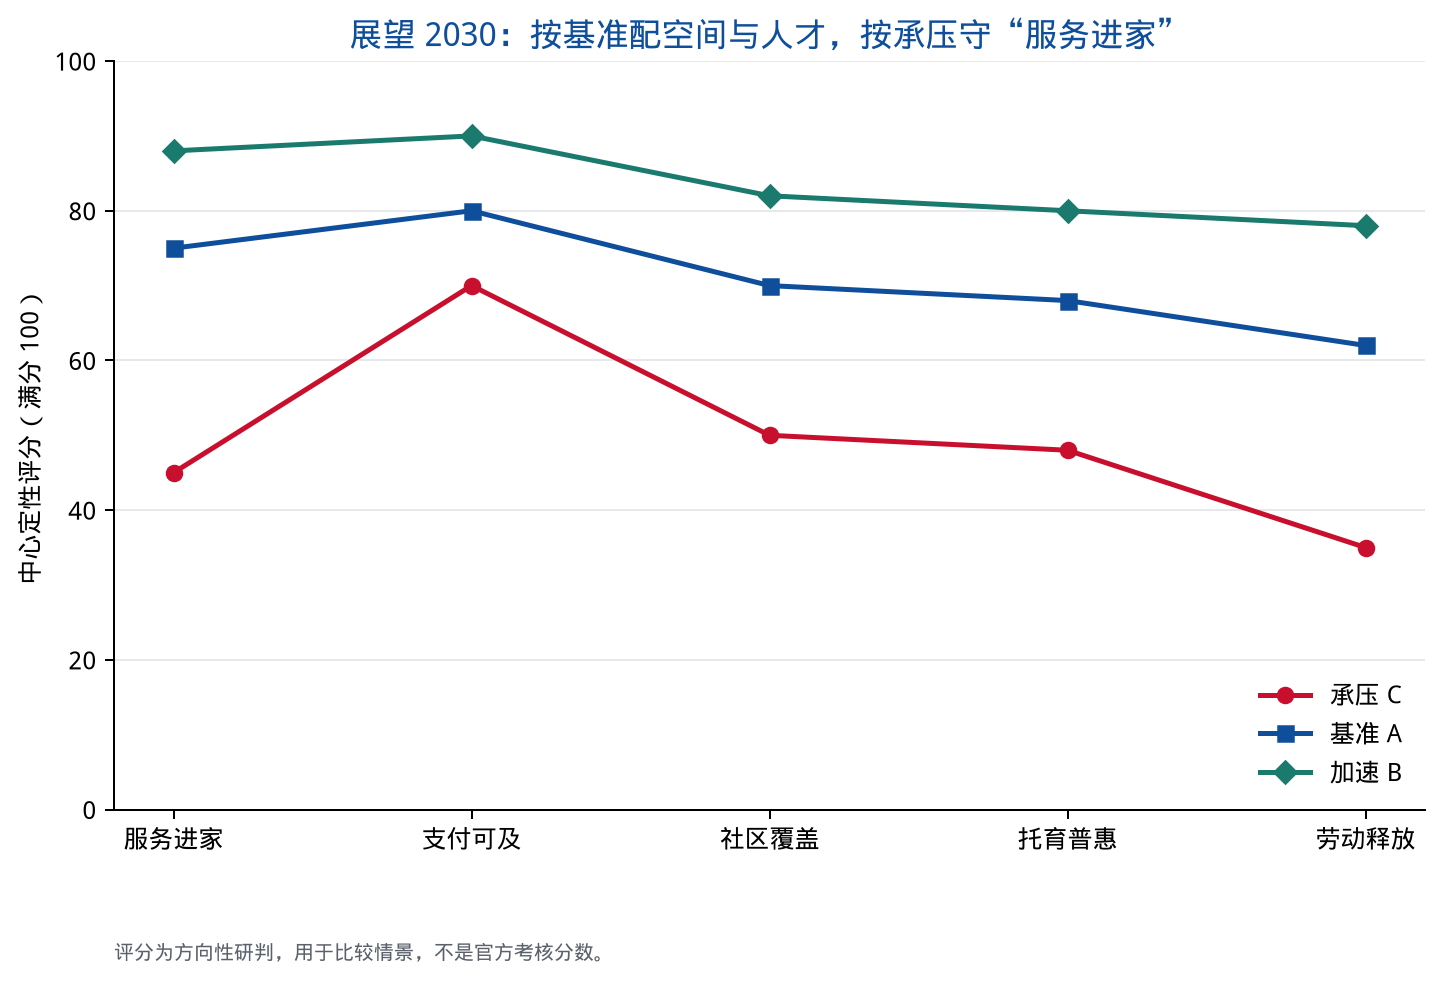 展望 2030：按基准配空间与人才，按承压守“服务进家”
中心定性评分（满分 100）
100
80
60
40
20
0
服务进家 支付可及 社区覆盖 托育普惠 劳动释放
承压 C
基准 A
加速 B
评分为方向性研判，用于比较情景，不是官方考核分数。